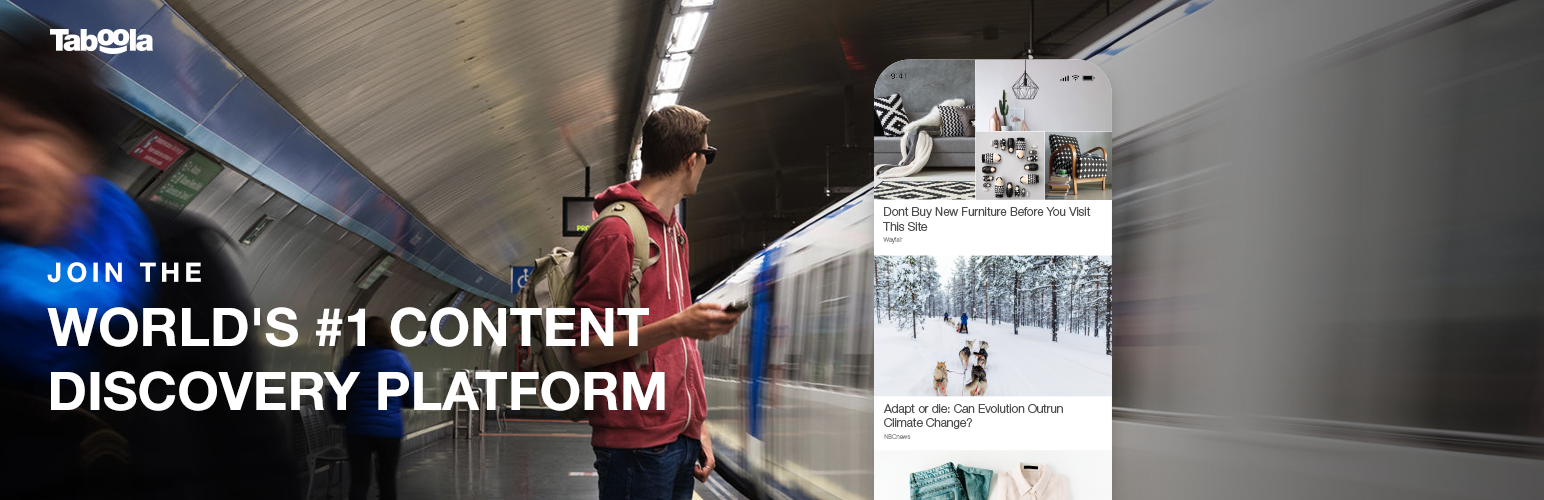 Taboola
JOIN THE
WORLD'S #1 CONTENT
DISCOVERY PLATFORM
9:41
Dont Buy New Furniture Before You Visit
This Site
Wayfair
Adapt or die: Can Evolution Outrun
Climate Change?
NBCnews